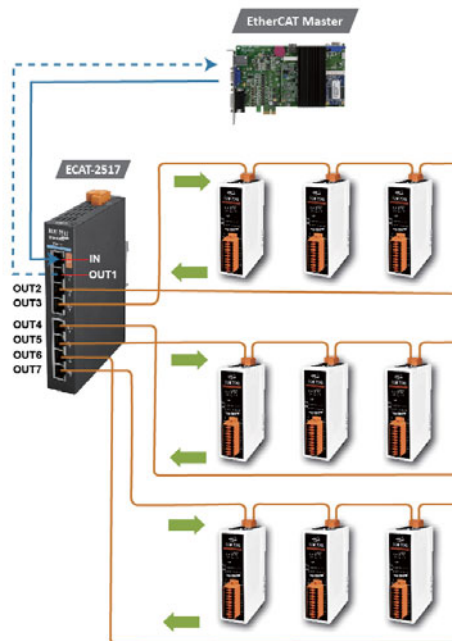 EtherCAT Master
ECAT-2517
IN
OUT1
OUT2
OUT3
OUT4
OUT5
OUT6
OUT7